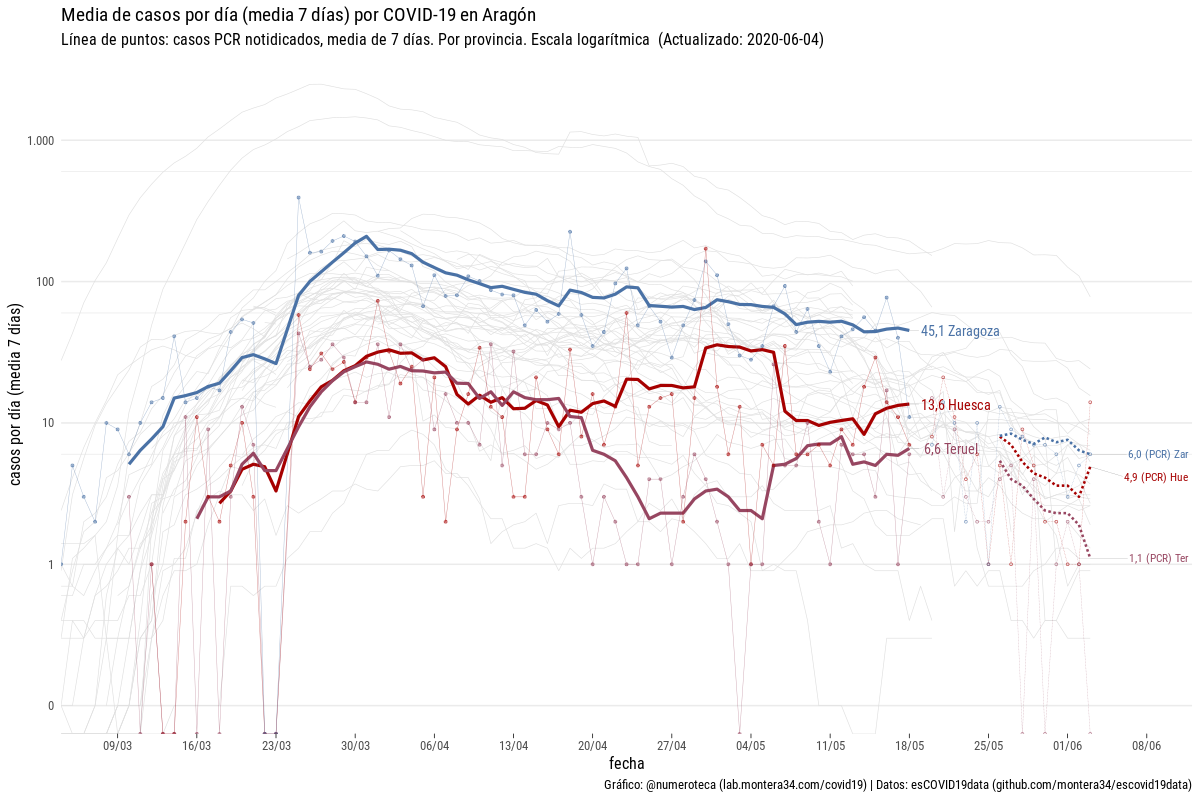 Media de casos por día (media 7 días) por COVID-19 en Aragón
Línea de puntos: casos PCR notidicados, media de 7 días. Por provincia. Escala logarítmica (Actualizado: 2020-06-04)
casos por día (media 7 días)
1.000
100
10
1
0
45,1 Zaragoza
13,6 Huesca
6,6 Teruel
6,0 (PCR) Zar
4,9 (PCR) Hue
1,1 (PCR) Ter
09/03
16/03
23/03
30/03
06/04
13/04
20/04
27/04
04/05
11/05
18/05
25/05
01/06
08/06
fecha
Gráfico: @numeroteca (lab.montera34.com/covid19) | Datos: esCOVID19data (github.com/montera34/escovid19data)